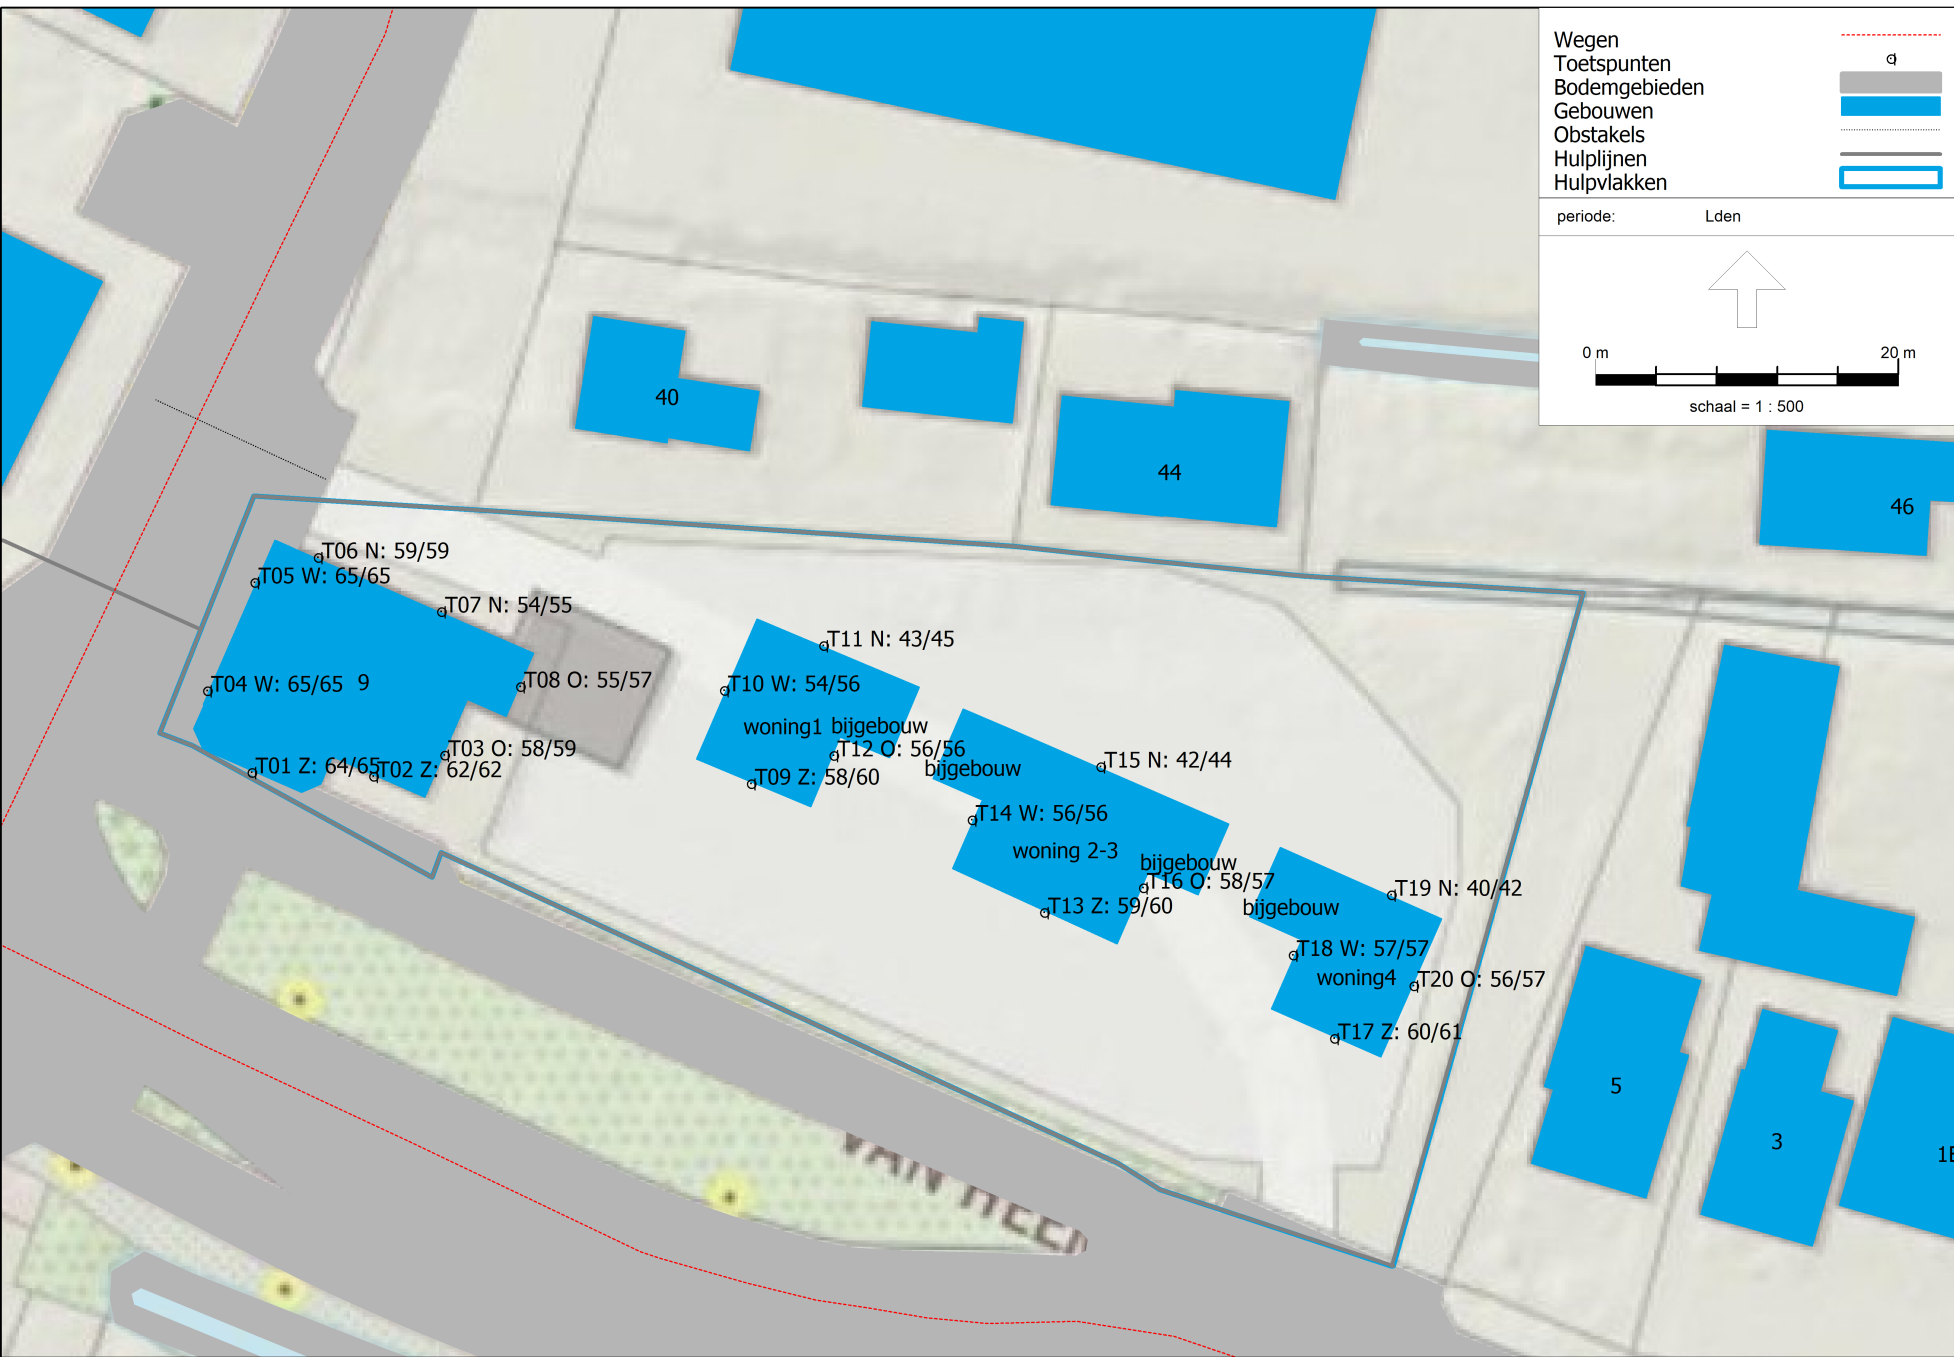 Wegen
Toetspunten
Bodemgebieden
Gebouwen
Obstakels
Hulplijnen
Hulpvlakken
periode: Lden
0 m 20 m
schaal = 1 : 500
40
44
46
T06 N: 59/59
T05 W: 65/65
T07 N: 54/55
T04 W: 65/65 9
T08 O: 55/57
T03 O: 58/59
T01 Z: 64/65
T02 Z: 62/62
T11 N: 43/45
T10 W: 54/56
woning1 bijgebouw
T12 O: 56/56
T09 Z: 58/60
bijgebouw
T15 N: 42/44
T14 W: 56/56
woning 2-3
bijgebouw
T16 O: 58/57
T13 Z: 59/60
T19 N: 40/42
bijgebouw
T18 W: 57/57
woning4
T20 O: 56/57
T17 Z: 60/61
5
3
VAN